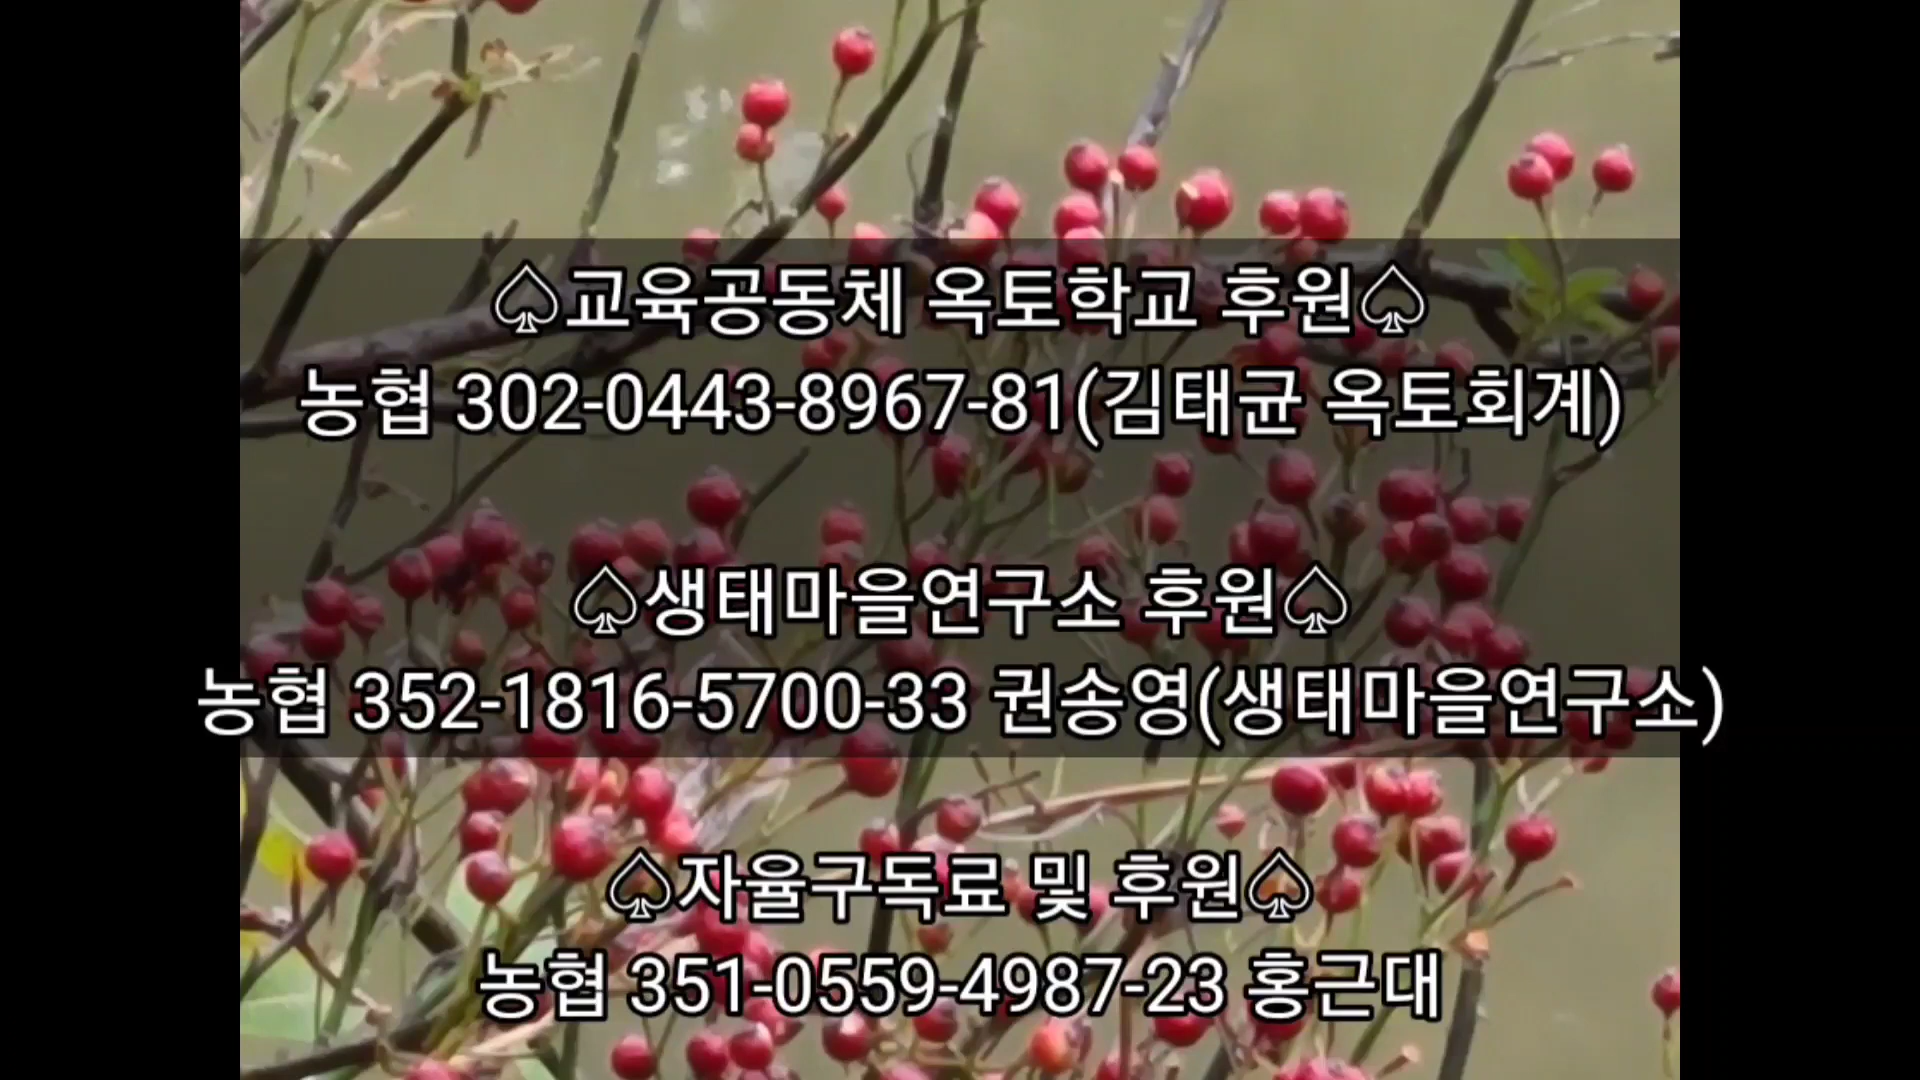 ♤교육공동체 옥토학교 후원♤
농협 302-0443-8967-81(김태균 옥토회계)
♤생태마을연구소 후원♤
농협 352-1816-5700-33 권송영(생태마을연구소)
♤자율구독료 및 후원♤
농협 351-0559-4987-23 홍근대